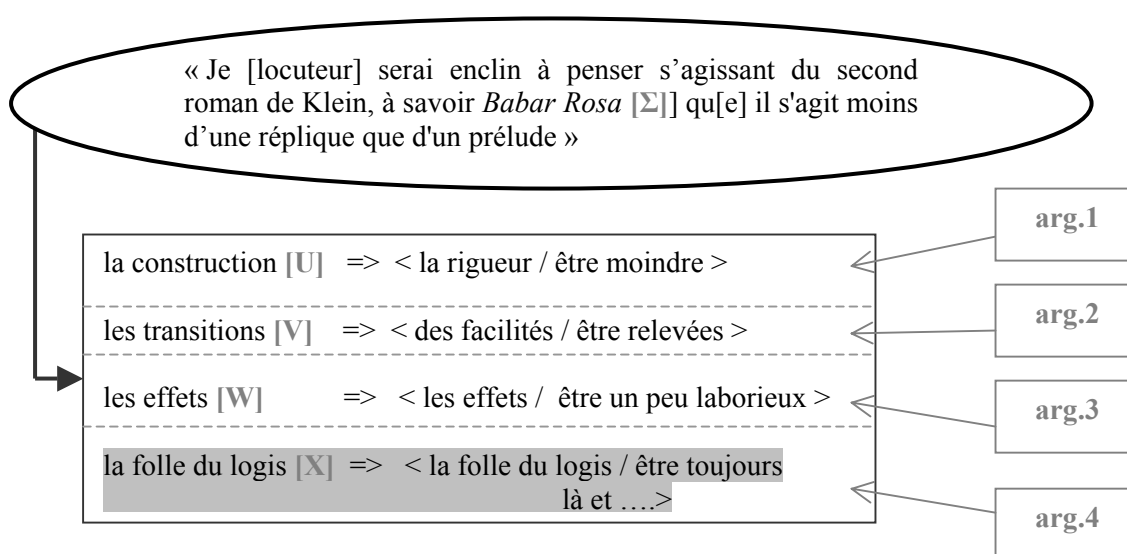 « Je [locuteur] serai enclin à penser s’agissant du second
roman de Klein, à savoir Babar Rosa [Σ]] qu[e] il s'agit moins
d’une réplique que d'un prélude »
arg.1
la construction [U] => < la rigueur / être moindre >
arg.2
les transitions [V] => < des facilités / être relevées >
arg.3
les effets [W] => < les effets / être un peu laborieux >
la folle du logis [X] => < la folle du logis / être toujours
là et ….>
arg.4